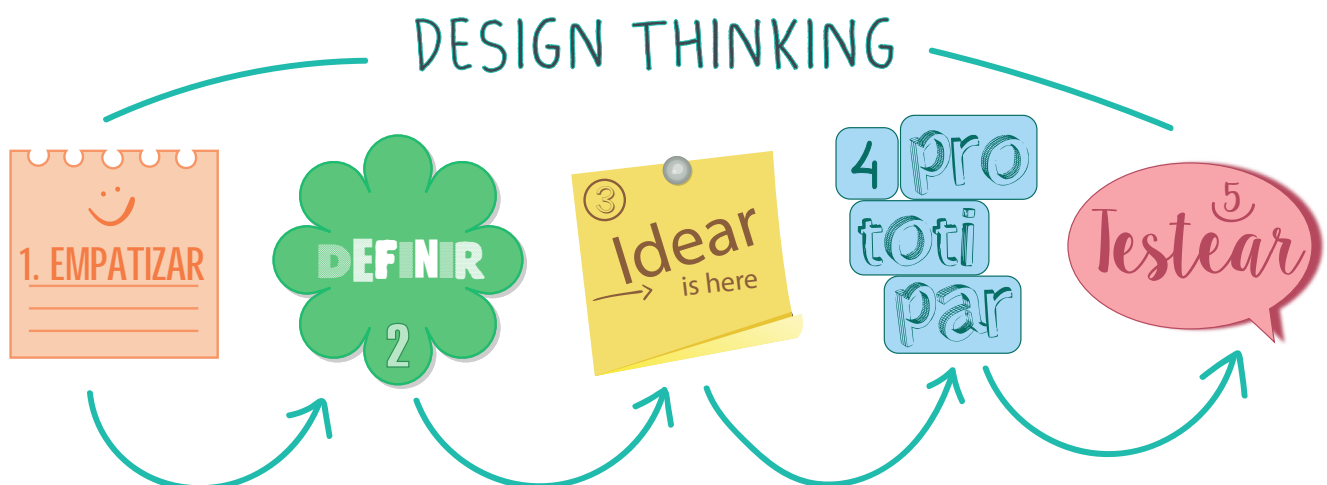 DESIGN THINKING
1. EMPATIZAR
DEFINIR
2
3
Idear
is here
4 pro
toti
par
5
Testear